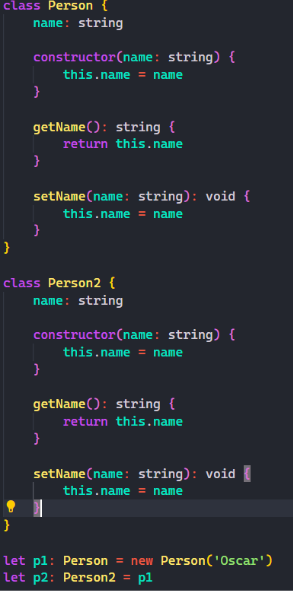 class Person {
    name: string
    constructor(name: string) {
        this.name = name
    }
    getName(): string {
        return this.name
    }
    setName(name: string): void {
        this.name = name
    }
}
class Person2 {
    name: string
    constructor(name: string) {
        this.name = name
    }
    getName(): string {
        return this.name
    }
    setName(name: string): void {
        this.name = name
    }
}
let p1: Person = new Person('Oscar')
let p2: Person2 = p1